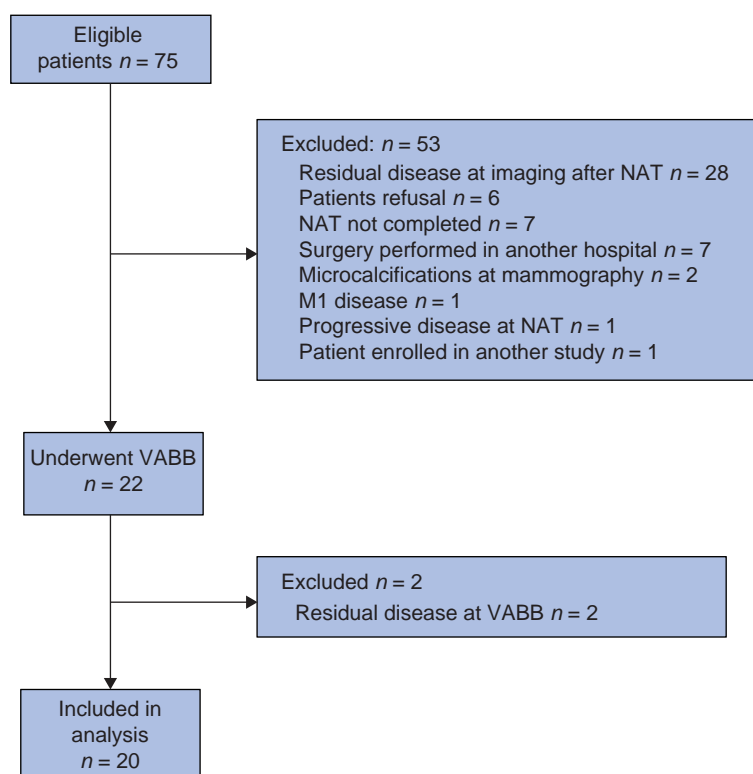 Eligible
patients n = 75
Excluded: n = 53
Residual disease at imaging after NAT n = 28
Patients refusal n = 6
NAT not completed n = 7
Surgery performed in another hospital n = 7
Microcalcifications at mammography n = 2
M1 disease n = 1
Progressive disease at NAT n = 1
Patient enrolled in another study n = 1
Underwent VABB
n = 22
Excluded n = 2
Residual disease at VABB n = 2
Included in
analysis
n = 20